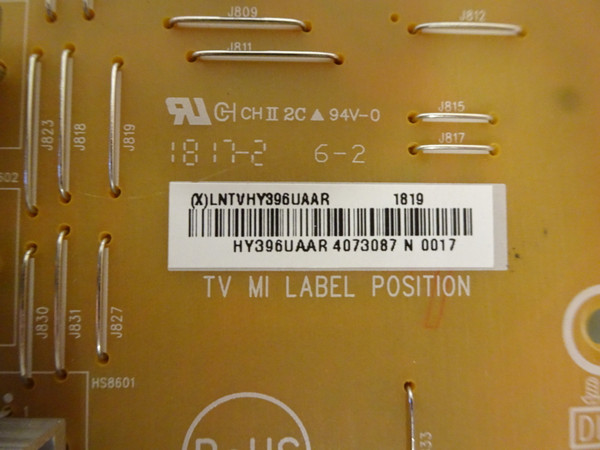 J809
J812
J811
J823
J818
J819
CH II 2C ▲ 94V-0
J815
1817-2 6-2
J817
(X)LNTVHY396UAAR 1819
HY396UAAR 4073087 N 0017
TV MI LABEL POSITION
J830
J831
J827
HS8601